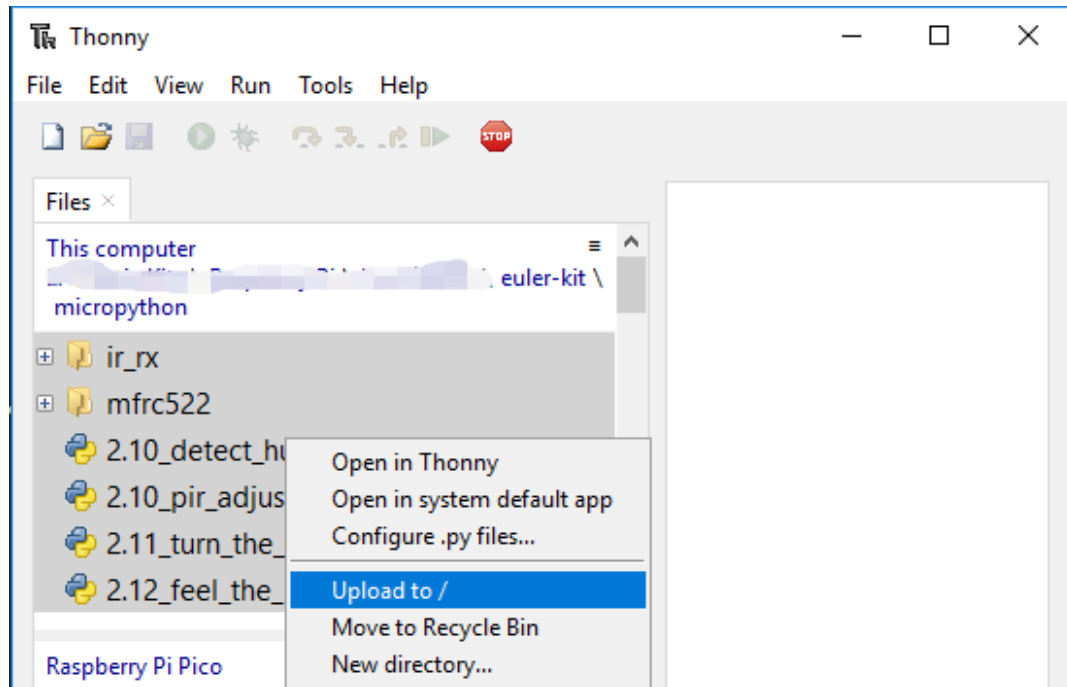 Thonny
File Edit View Run Tools Help
STOP
Files
This computer
euler-kit \
micropython
ir_rx
mfrc522
2.10_detect_hu
2.10_pir_adjus
2.11_turn_the_
2.12_feel_the_
Open in Thonny
Open in system default app
Configure .py files...
Upload to /
Move to Recycle Bin
New directory...
Raspberry Pi Pico